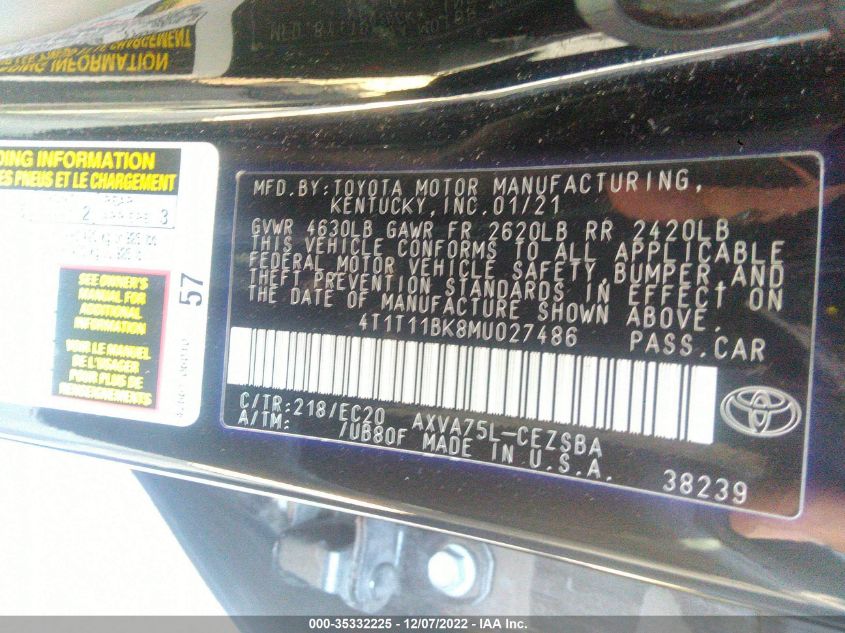 DING INFORMATION
ES PNEUS ET LE CHARGEMENT
2
3
SEE OWNER'S
MANUAL FOR
ADDITIONAL
INFORMATION
VOIR LE MANUEL
DE L'USAGER
POUR PLUS DE
RENSEIGNEMENTS
57
MFD.BY:TOYOTA MOTOR MANUFACTURING,
KENTUCKY, INC.01/21
GVWR 4630LB GAWR FR 2620LB RR 2420LB
THIS VEHICLE CONFORMS TO ALL APPLICABLE
FEDERAL MOTOR VEHICLE SAFETY, BUMPER, AND
THEFT PREVENTION STANDARDS IN EFFECT ON
THE DATE OF MANUFACTURE SHOWN ABOVE.
4T1T11BK8MU027486 PASS.CAR
C/TR:218/EC20 AXVA75L-CEZSBA
A/TM: /UB80F MADE IN U.S.A.
38239
000-35332225 - 12/07/2022 - IAA Inc.